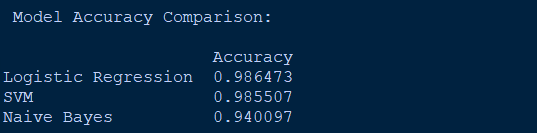 Model Accuracy Comparison:
Accuracy
Logistic Regression 0.986473
SVM 0.985507
Naive Bayes 0.940097